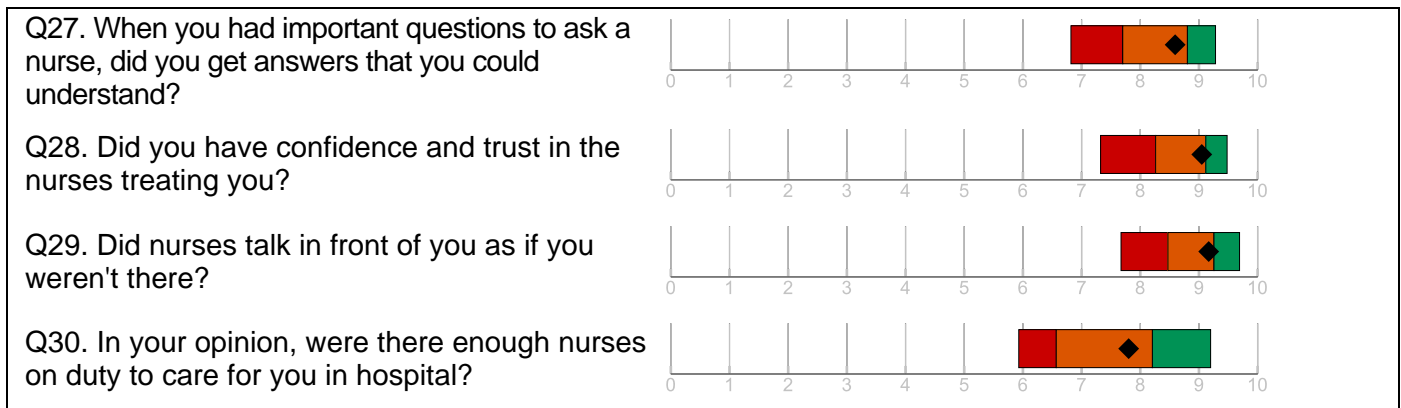 Q27. When you had important questions to ask a
nurse, did you get answers that you could
understand?
0 1 2 3 4 5 6 7 8 9 10
Q28. Did you have confidence and trust in the
nurses treating you?
0 1 2 3 4 5 6 7 8 9 10
Q29. Did nurses talk in front of you as if you
weren't there?
0 1 2 3 4 5 6 7 8 9 10
Q30. In your opinion, were there enough nurses
on duty to care for you in hospital?
0 1 2 3 4 5 6 7 8 9 10